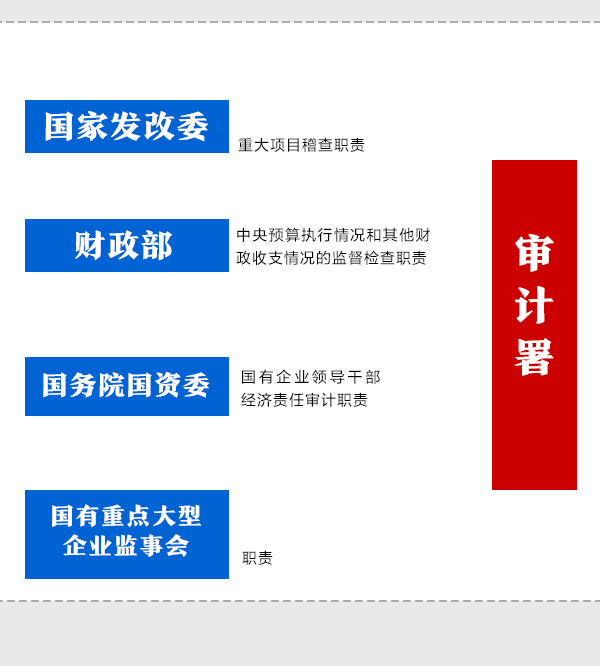 国家发改委
重大项目稽查职责
财政部
中央预算执行情况和其他财
政收支情况的监督检查职责
国务院国资委
国有企业领导干部
经济责任审计职责
国有重点大型
企业监事会
职责
审计署